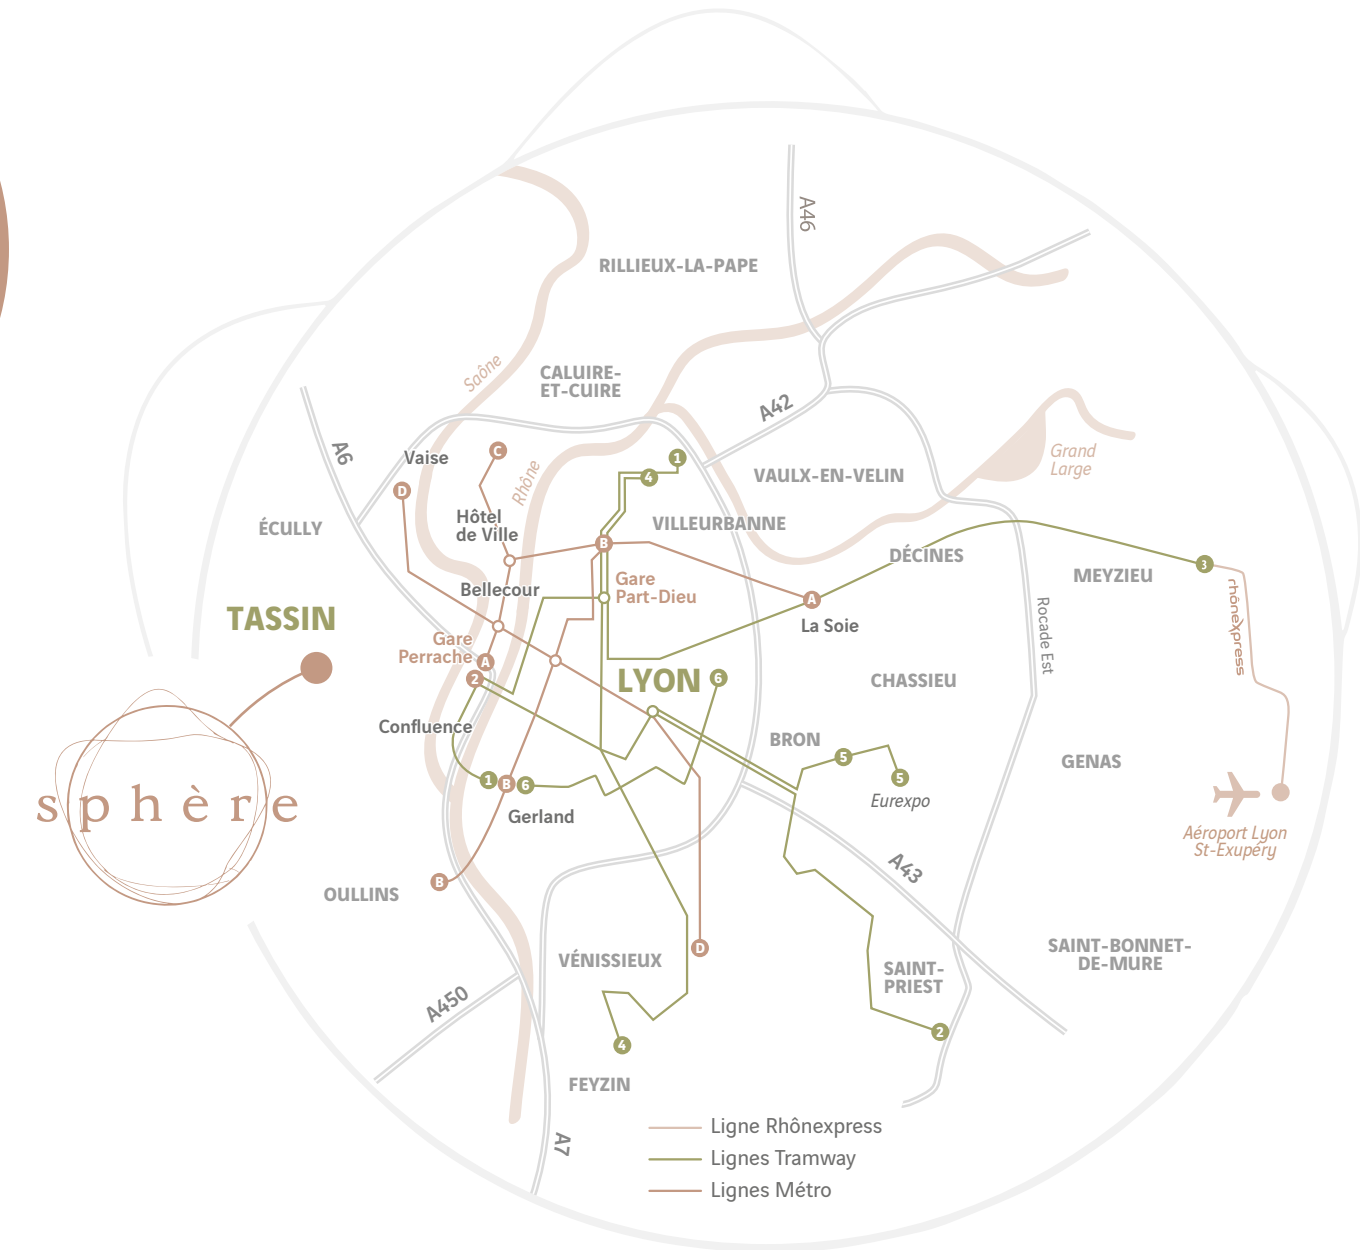 A46
RILLIEUX-LA-PAPE
Saône
CALUIRE-
ET-CUIRE
A42
A6
Vaise
C
Rhône
1
4
Grand
Large
VAULX-EN-VELIN
D
ÉCULLY
Hôtel
de Ville
VILLEURBANNE
B
DÉCINES
3
MEYZIEU
rhônexpress
Bellecour
Gare
Part-Dieu
A
La Soie
Rocade Est
TASSIN
Gare
Perrache
A
2
LYON
6
CHASSIEU
Confluence
BRON
5
5
Eurexpo
GENAS
1
B
6
Gerland
sphère
Aéroport Lyon
St-Exupéry
A43
B
OULLINS
D
VÉNISSIEUX
SAINT-
PRIEST
SAINT-BONNET-
DE-MURE
A450
2
4
FEYZIN
A7
Ligne Rhônexpress
Lignes Tramway
Lignes Métro